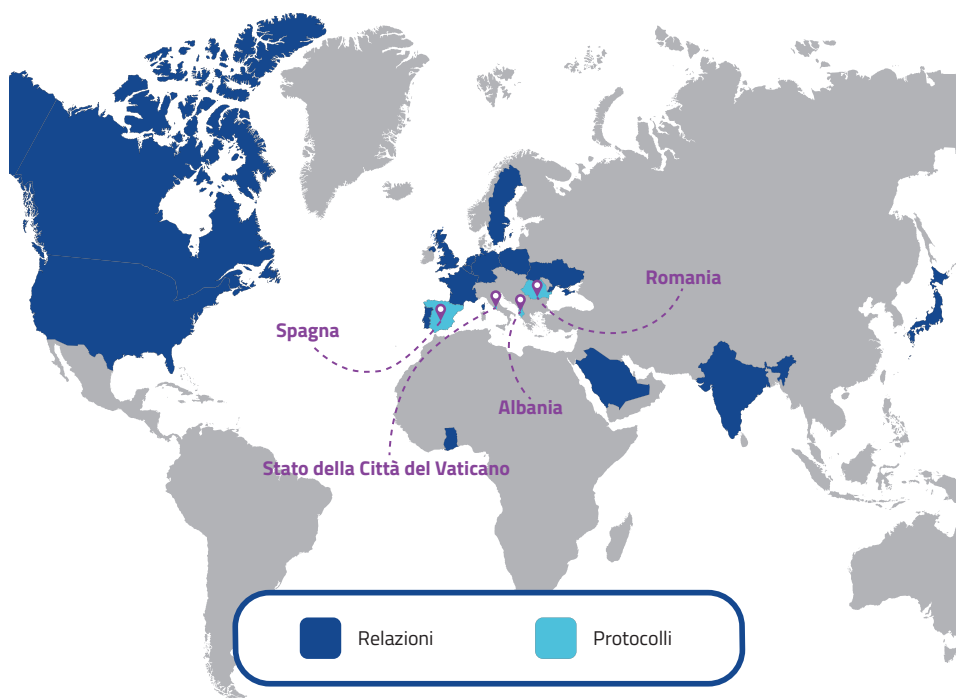 Romania
Spagna
Albania
Stato della Città del Vaticano
Relazioni
Protocolli